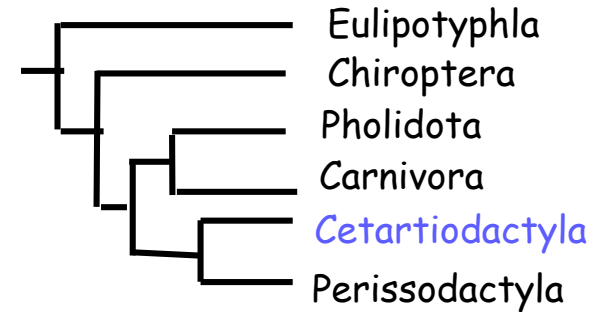 Eulipotyphla
Chiroptera
Pholidota
Carnivora
Cetartiodactyla
Perissodactyla